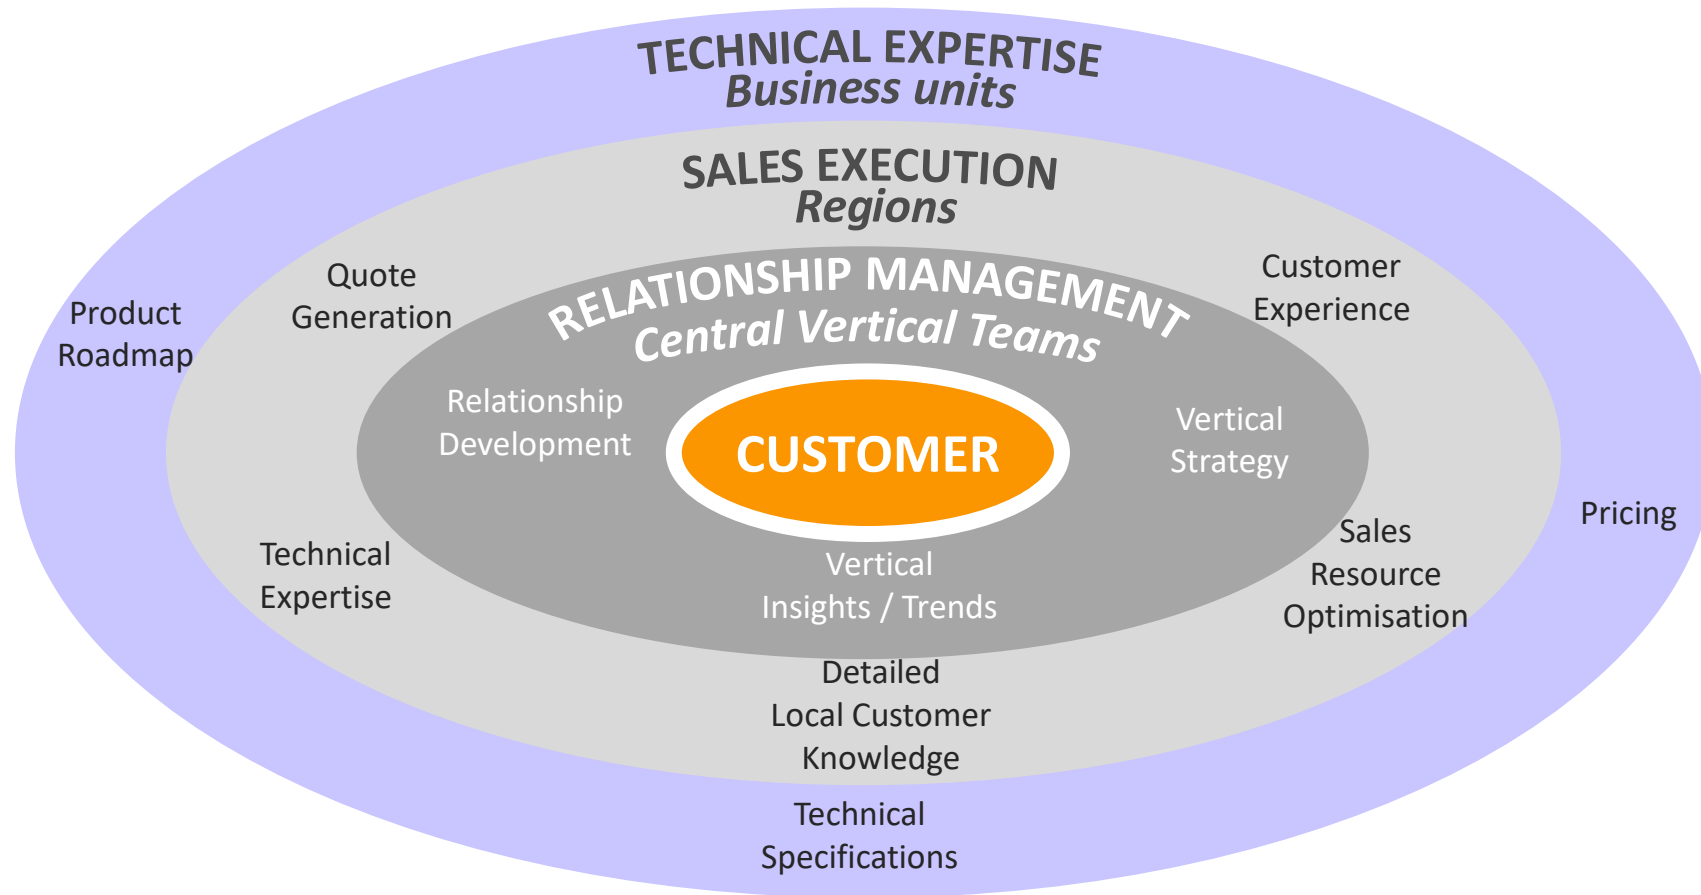 TECHNICAL EXPERTISE
Business units
SALES EXECUTION
Regions
RELATIONSHIP MANAGEMENT
Central Vertical Teams
CUSTOMER
Product
Roadmap
Quote
Generation
Customer
Experience
Relationship
Development
Vertical
Strategy
Pricing
Technical
Expertise
Sales
Resource
Optimisation
Vertical
Insights / Trends
Detailed
Local Customer
Knowledge
Technical
Specifications